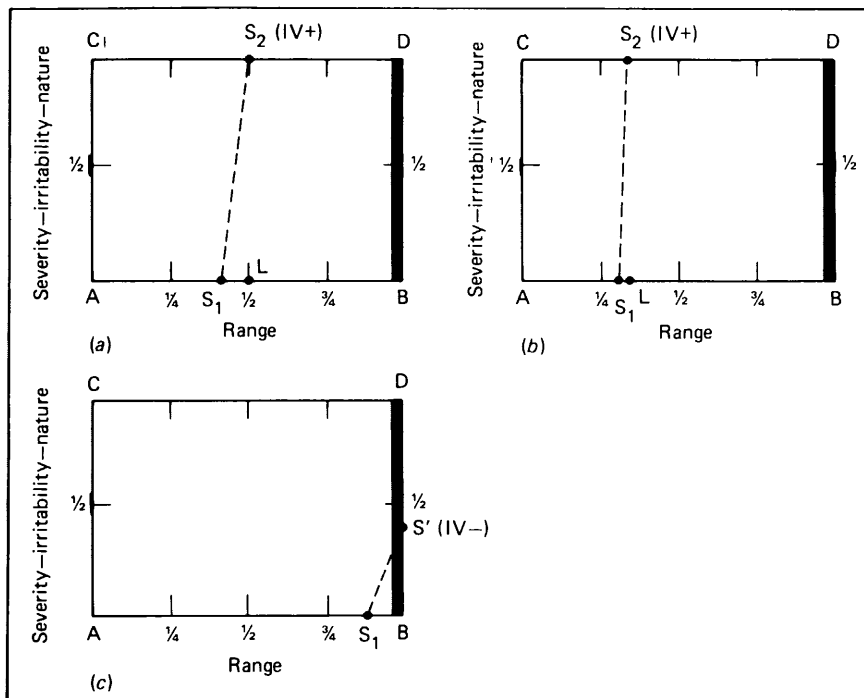 C S₂ (IV+) D
Severity–irritability–nature
½ ½
L
A ¼ S₁ ½ ¾ B
Range
(a)
C S₂ (IV+) D
Severity–irritability–nature
½ ½
A ¼ S₁ L ½ ¾ B
Range
(b)
C D
Severity–irritability–nature
½ ½
S' (IV–)
A ¼ ½ ¾ S₁ B
Range
(c)